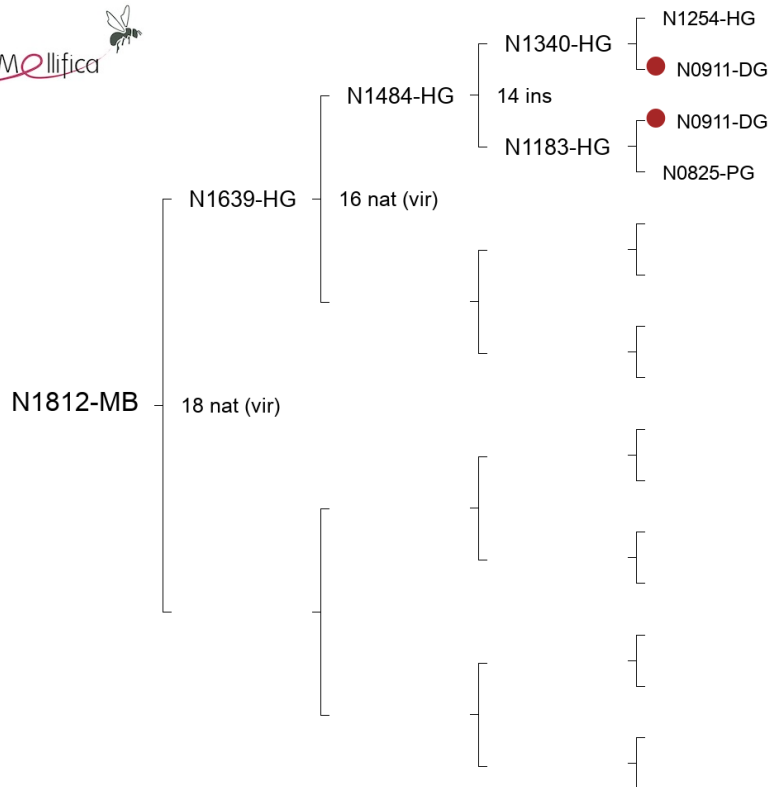 Mellifica
N1254-HG
N1340-HG
N0911-DG
N1484-HG
14 ins
N0911-DG
N1183-HG
N0825-PG
N1639-HG
16 nat (vir)
N1812-MB
18 nat (vir)